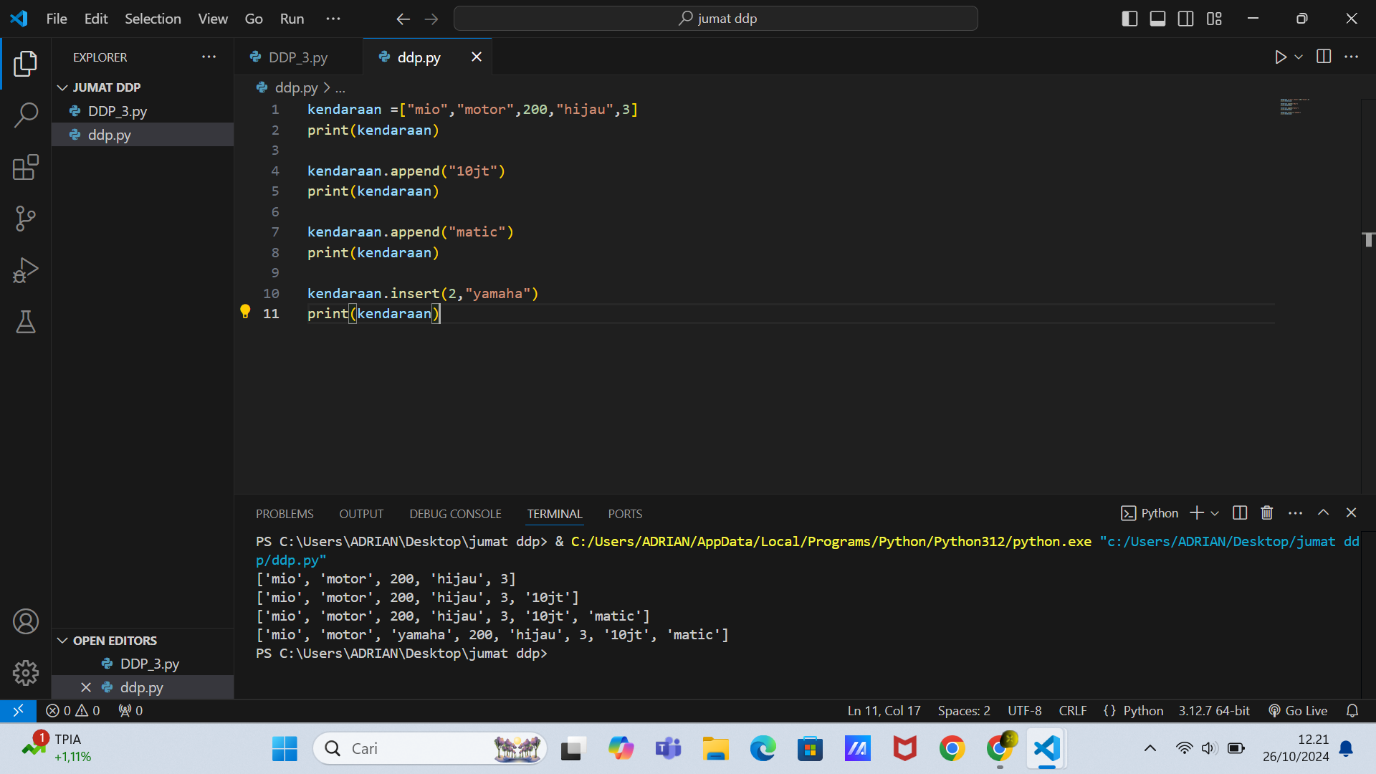 File Edit Selection View Go Run ··· ← → jumat ddp
EXPLORER ···
JUMAT DDP
DDP_3.py
ddp.py
OPEN EDITORS
DDP_3.py
ddp.py
DDP_3.py ddp.py
ddp.py > ...
1 kendaraan =["mio","motor",200,"hijau",3]
2 print(kendaraan)
3
4 kendaraan.append("10jt")
5 print(kendaraan)
6
7 kendaraan.append("matic")
8 print(kendaraan)
9
10 kendaraan.insert(2,"yamaha")
11 print(kendaraan)
T
PROBLEMS OUTPUT DEBUG CONSOLE TERMINAL PORTS Python
PS C:\Users\ADRIAN\Desktop\jumat ddp> & C:/Users/ADRIAN/AppData/Local/Programs/Python/Python312/python.exe "c:/Users/ADRIAN/Desktop/jumat dd
p/ddp.py"
['mio', 'motor', 200, 'hijau', 3]
['mio', 'motor', 200, 'hijau', 3, '10jt']
['mio', 'motor', 200, 'hijau', 3, '10jt', 'matic']
['mio', 'motor', 'yamaha', 200, 'hijau', 3, '10jt', 'matic']
PS C:\Users\ADRIAN\Desktop\jumat ddp>
0 0 0 Ln 11, Col 17 Spaces: 2 UTF-8 CRLF {} Python 3.12.7 64-bit Go Live
1 TPIA
+1,11%
Cari
12.21
26/10/2024